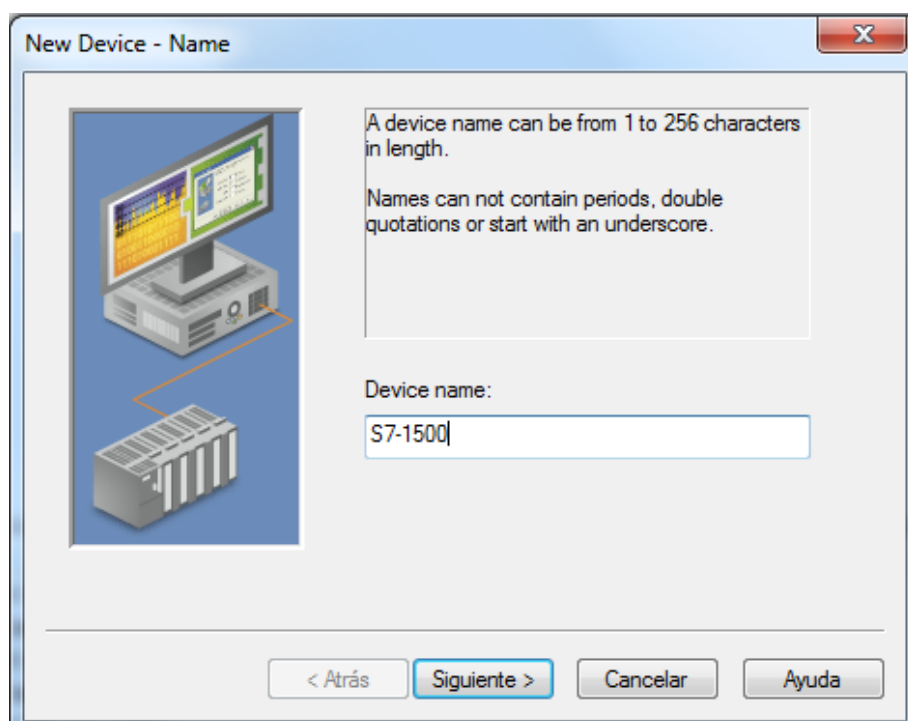 New Device - Name
A device name can be from 1 to 256 characters
in length.
Names can not contain periods, double
quotations or start with an underscore.
Device name:
S7-1500
< Atrás
Siguiente >
Cancelar
Ayuda